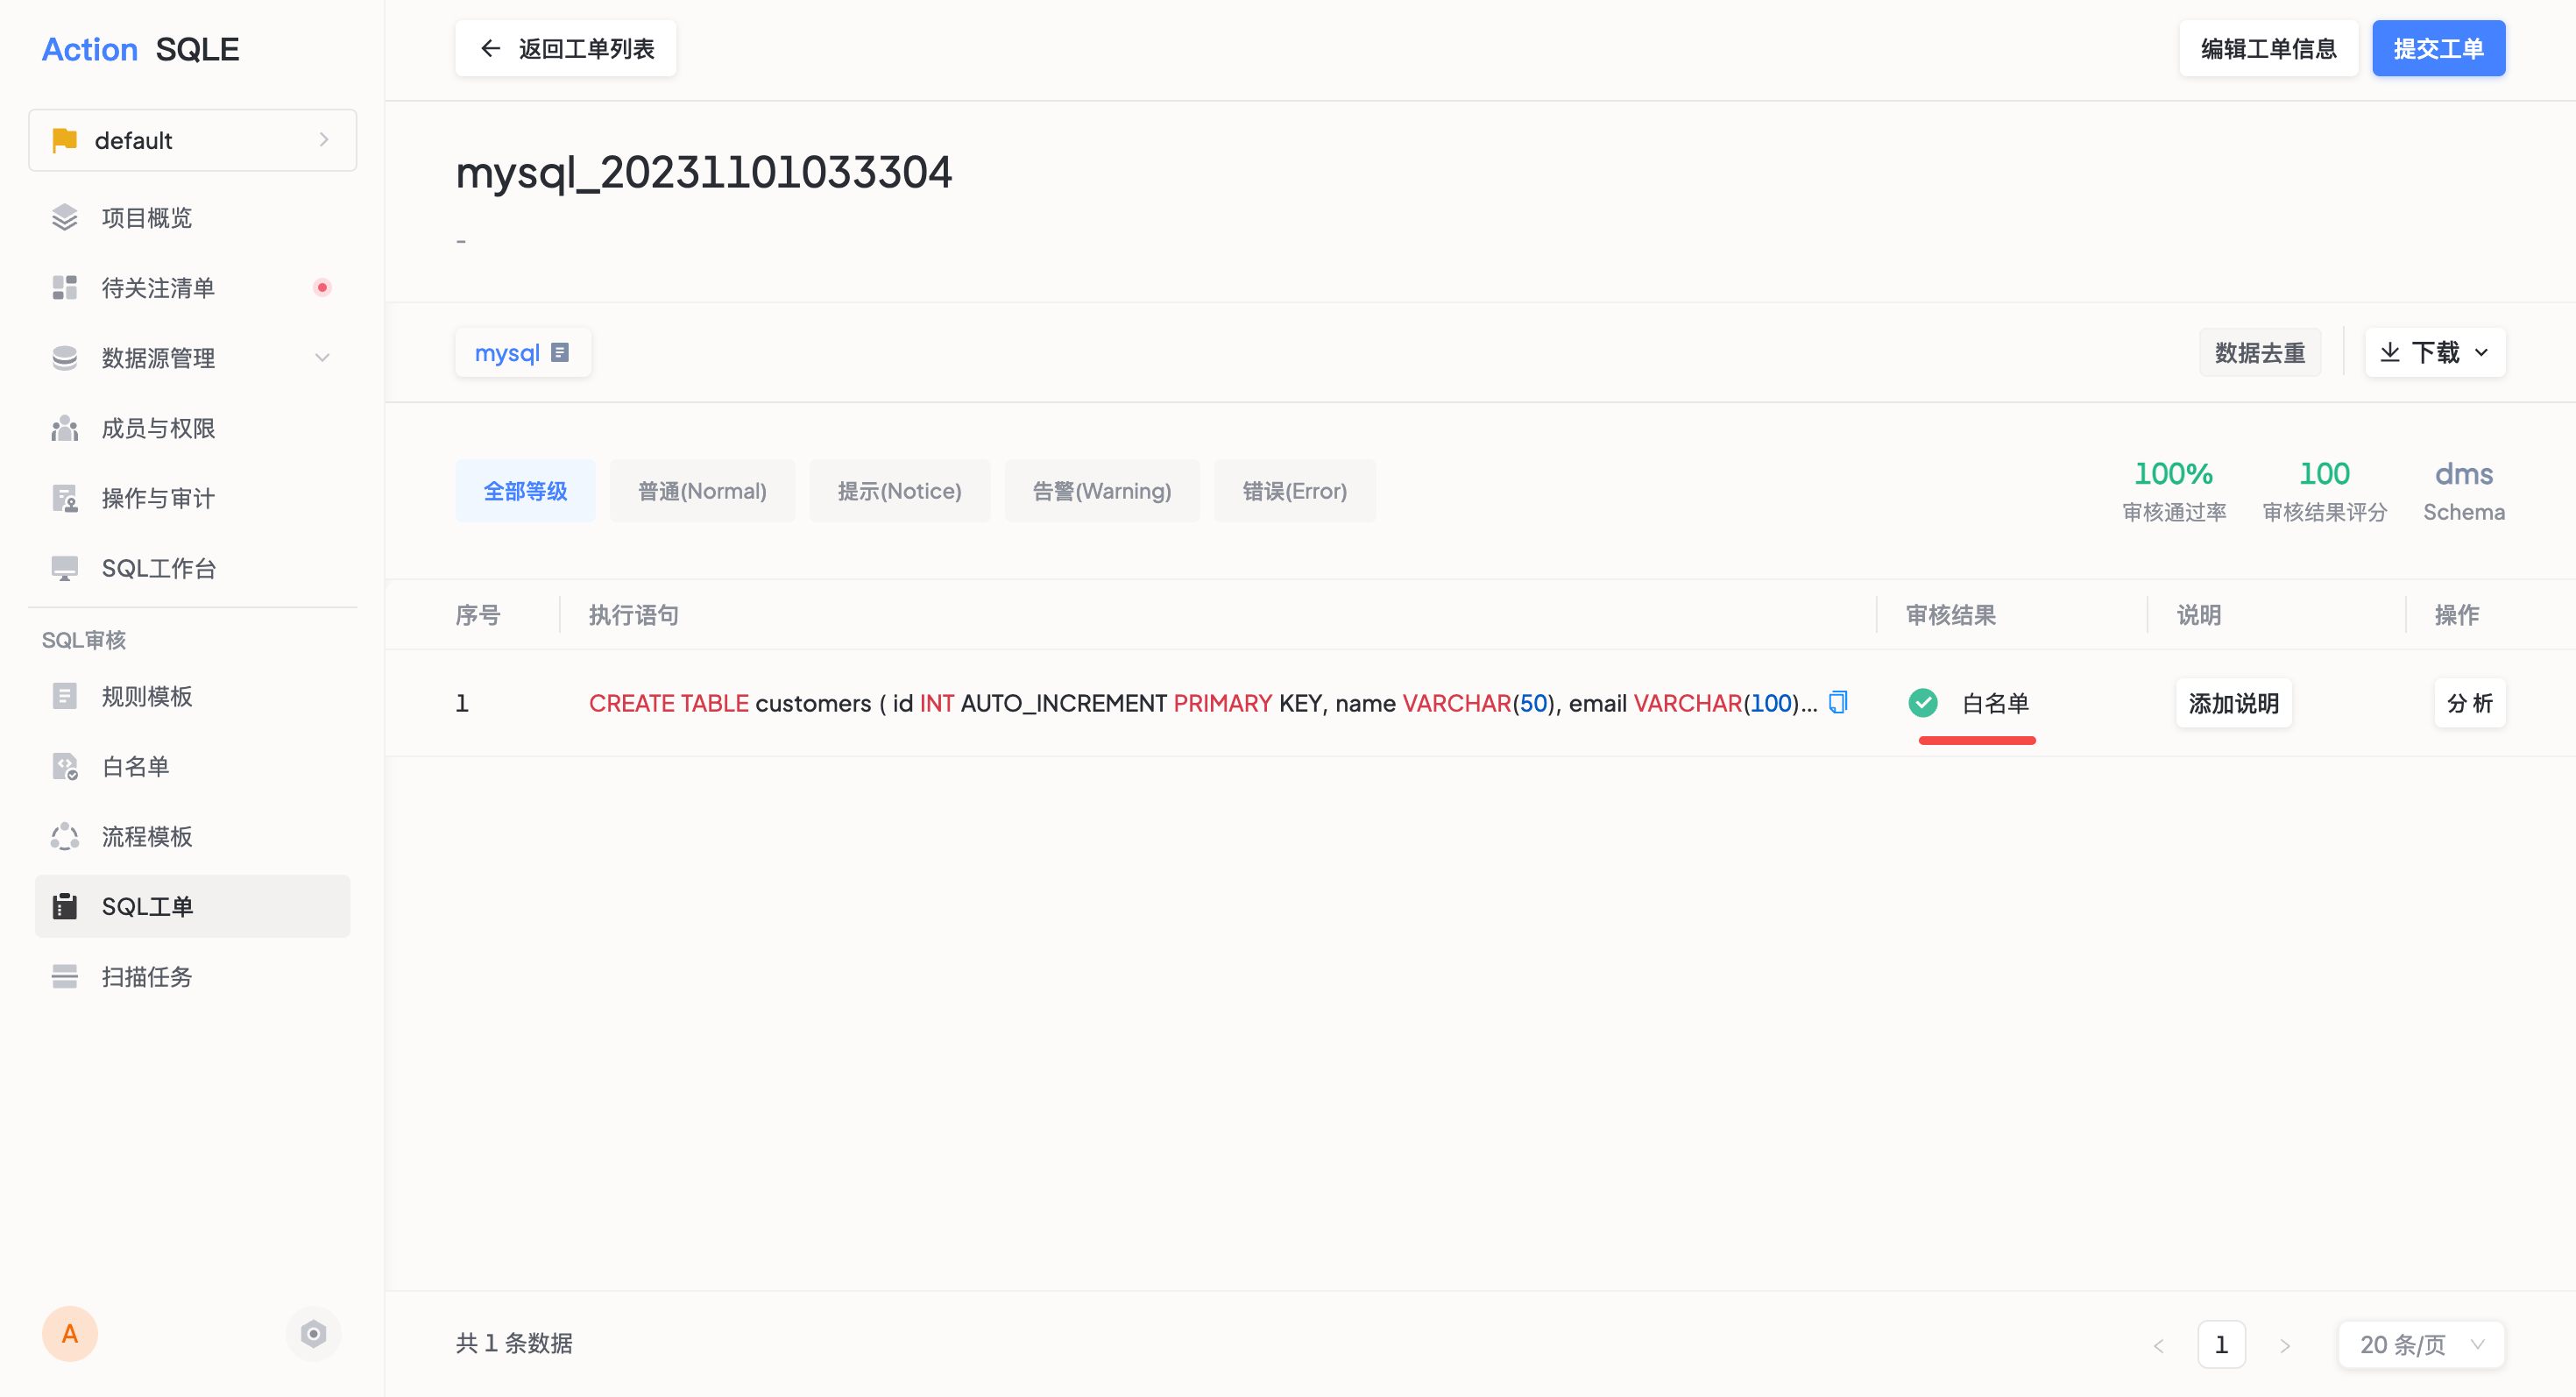 Action SQLE
default
项目概览
待关注清单
数据源管理
成员与权限
操作与审计
SQL工作台
SQL审核
规则模板
白名单
流程模板
SQL工单
扫描任务
A
返回工单列表
编辑工单信息
提交工单
mysql_20231101033304
-
mysql
数据去重
下载
全部等级
普通(Normal)
提示(Notice)
告警(Warning)
错误(Error)
100%
审核通过率
100
审核结果评分
dms
Schema
序号 执行语句 审核结果 说明 操作
1 CREATE TABLE customers ( id INT AUTO_INCREMENT PRIMARY KEY, name VARCHAR(50), email VARCHAR(100)... 白名单 添加说明 分 析
共 1 条数据
1
20 条/页